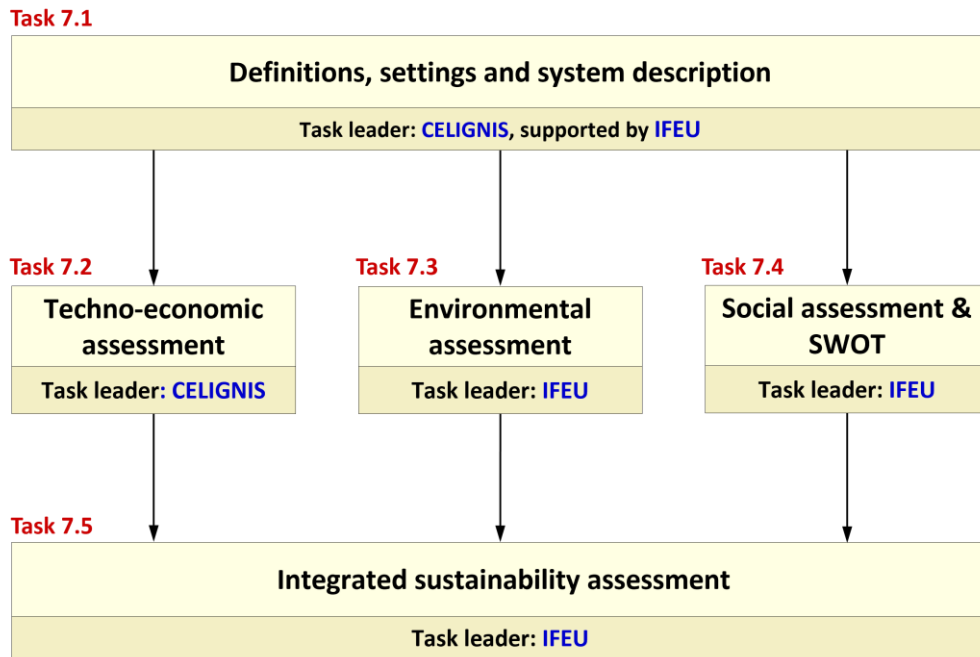 Task 7.1
Definitions, settings and system description
Task leader: CELIGNIS, supported by IFEU
Task 7.2
Techno-economic
assessment
Task leader: CELIGNIS
Task 7.3
Environmental
assessment
Task leader: IFEU
Task 7.4
Social assessment &
SWOT
Task leader: IFEU
Task 7.5
Integrated sustainability assessment
Task leader: IFEU